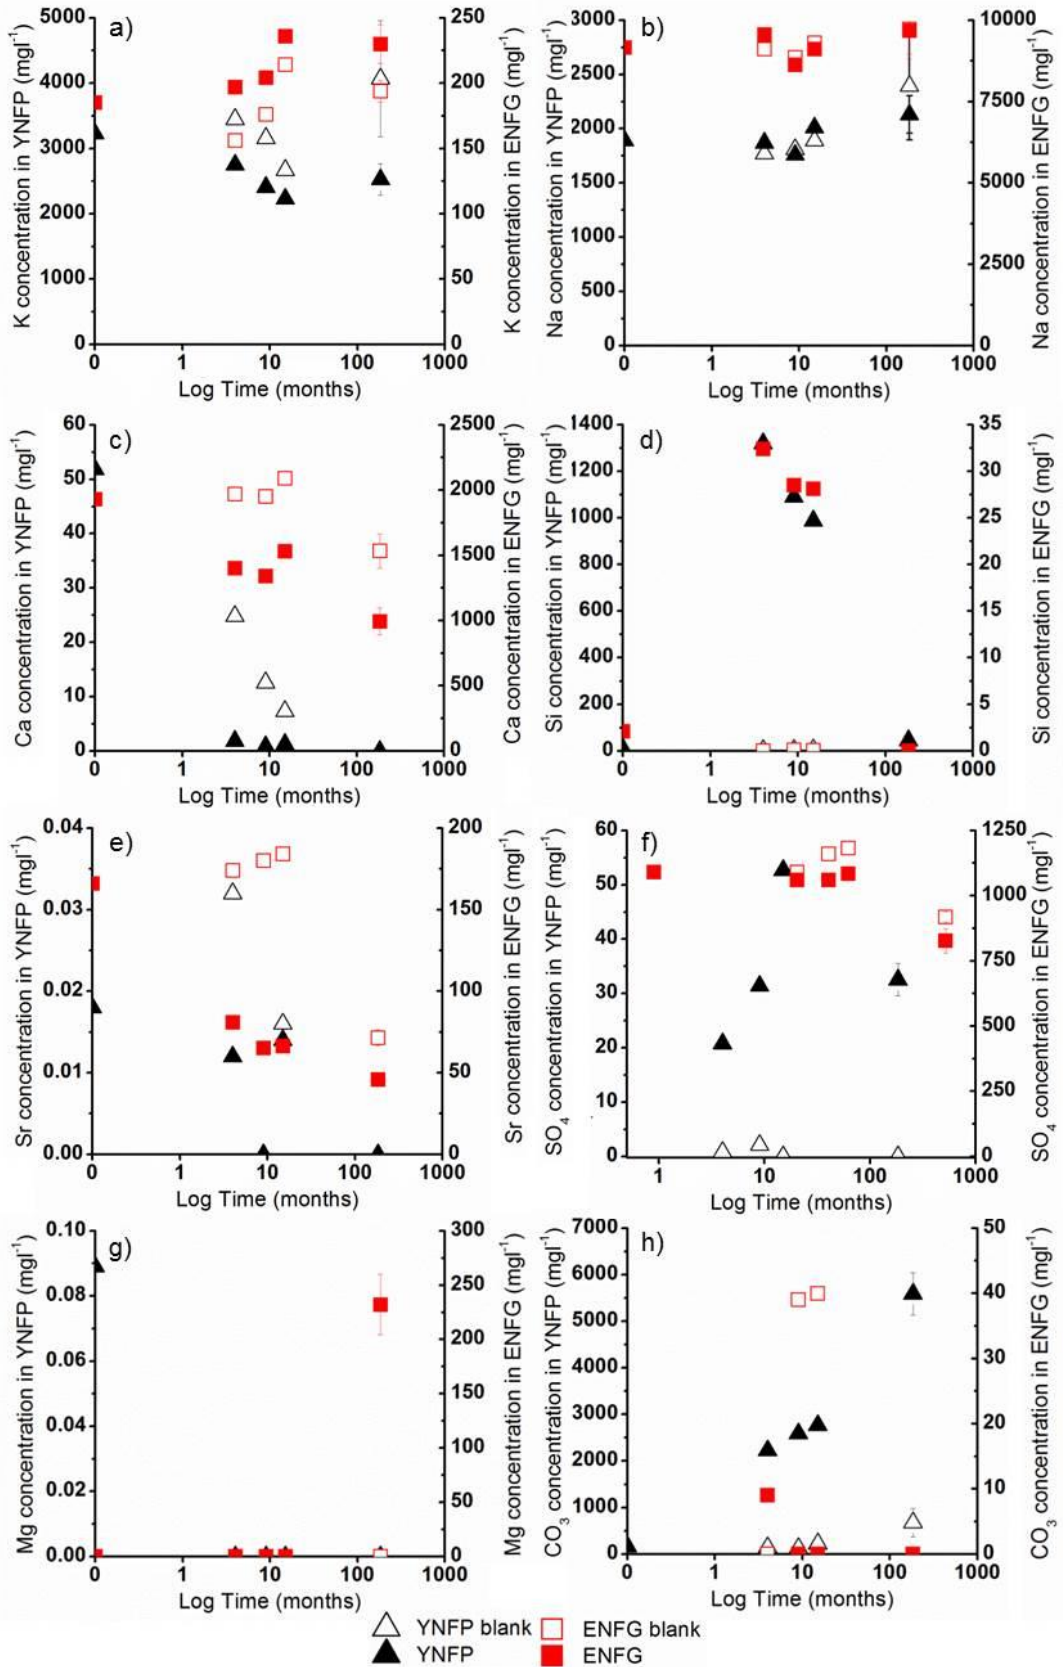 a)
K concentration in YNFP (mgl⁻¹)
5000
4000
3000
2000
1000
0
250
200
150
100
50
0
K concentration in ENFG (mgl⁻¹)
0 1 10 100 1000
Log Time (months)
b)
Na concentration in YNFP (mgl⁻¹)
3000
2500
2000
1500
1000
500
0
10000
7500
5000
2500
0
Na concentration in ENFG (mgl⁻¹)
0 1 10 100 1000
Log Time (months)
c)
Ca concentration in YNFP (mgl⁻¹)
60
50
40
30
20
10
0
2500
2000
1500
1000
500
0
Ca concentration in ENFG (mgl⁻¹)
0 1 10 100 1000
Log Time (months)
d)
Si concentration in YNFP (mgl⁻¹)
1400
1200
1000
800
600
400
200
0
35
30
25
20
15
10
5
0
Si concentration in ENFG (mgl⁻¹)
0 1 10 100 1000
Log Time (months)
e)
Sr concentration in YNFP (mgl⁻¹)
0.04
0.03
0.02
0.01
0.00
200
150
100
50
0
Sr concentration in ENFG (mgl⁻¹)
0 1 10 100 1000
Log Time (months)
f)
SO₄ concentration in YNFP (mgl⁻¹)
60
50
40
30
20
10
0
1250
1000
750
500
250
0
SO₄ concentration in ENFG (mgl⁻¹)
1 10 100 1000
Log Time (months)
g)
Mg concentration in YNFP (mgl⁻¹)
0.10
0.08
0.06
0.04
0.02
0.00
300
250
200
150
100
50
0
Mg concentration in ENFG (mgl⁻¹)
0 1 10 100 1000
Log Time (months)
h)
CO₃ concentration in YNFP (mgl⁻¹)
7000
6000
5000
4000
3000
2000
1000
0
50
40
30
20
10
0
CO₃ concentration in ENFG (mgl⁻¹)
0 1 10 100 1000
Log Time (months)
YNFP blank
ENFG blank
YNFP
ENFG